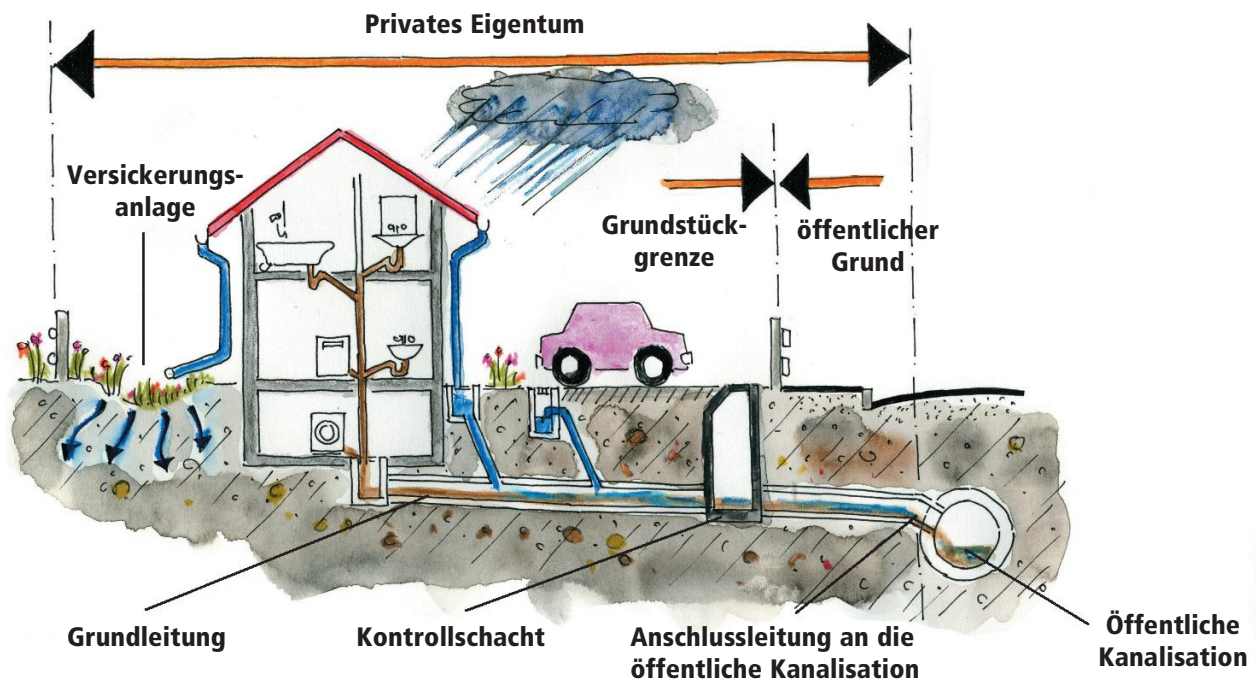 Privates Eigentum
Versickerungs-
anlage
Grundstück-
grenze
öffentlicher
Grund
Grundleitung
Kontrollschacht
Anschlussleitung an die
öffentliche Kanalisation
Öffentliche
Kanalisation